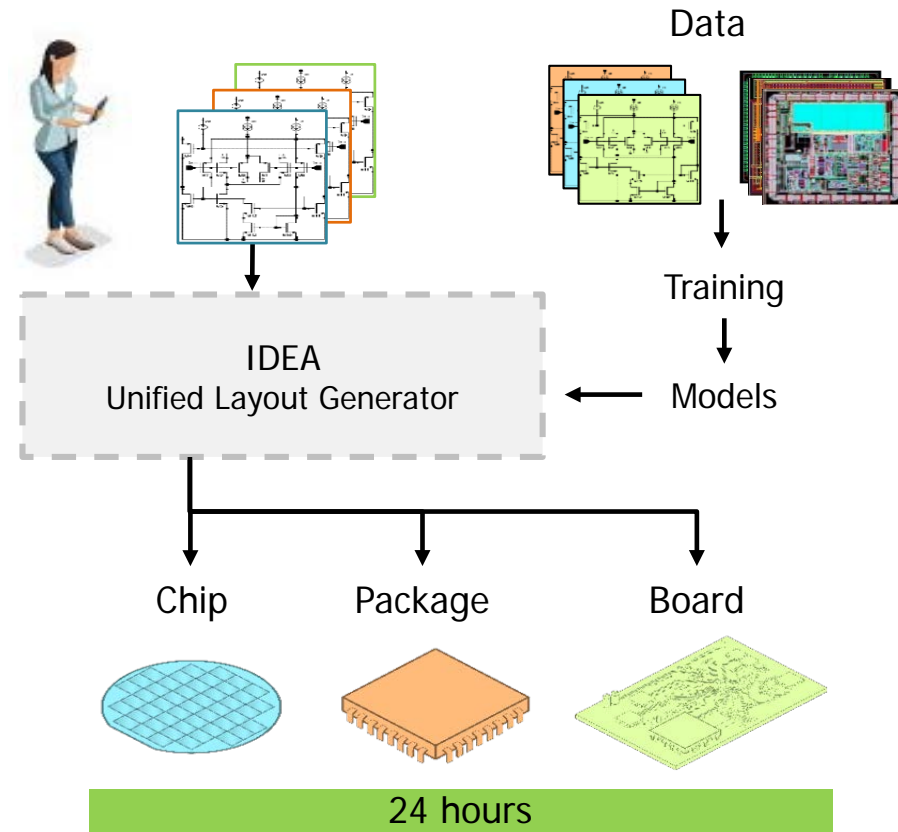 Data
Training
IDEA
Unified Layout Generator
Models
Chip
Package
Board
24 hours